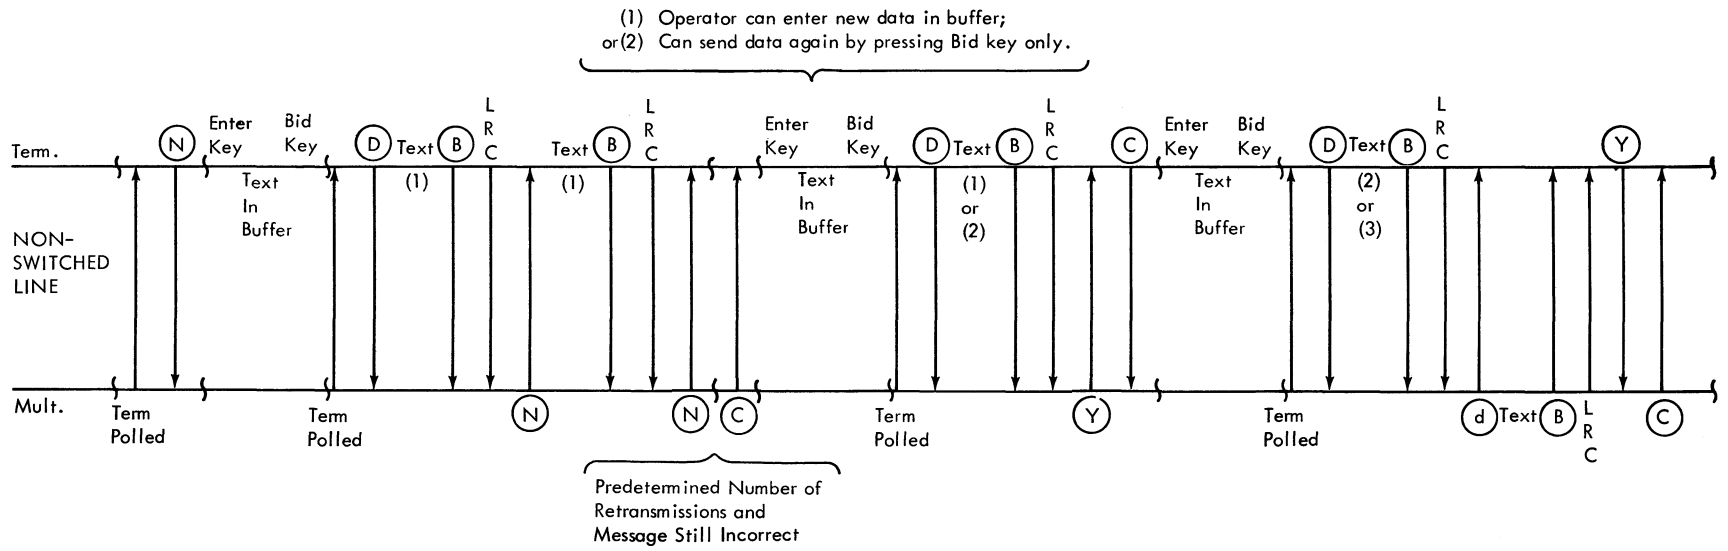 (1) Operator can enter new data in buffer;
or(2) Can send data again by pressing Bid key only.
Term.
N
Enter
Key
Bid
Key
D
Text
B
L
R
C
Text
B
L
R
C
Enter
Key
Bid
Key
D
Text
B
L
R
C
C
Enter
Key
Bid
Key
D
Text
B
L
R
C
Y
Text
In
Buffer
(1)
(1)
Text
In
Buffer
(1)
or
(2)
Text
In
Buffer
(2)
or
(3)
NON-
SWITCHED
LINE
Mult.
Term
Polled
Term
Polled
N
N
C
Term
Polled
Y
Term
Polled
d
Text
B
L
R
C
C
Predetermined Number of
Retransmissions and
Message Still Incorrect